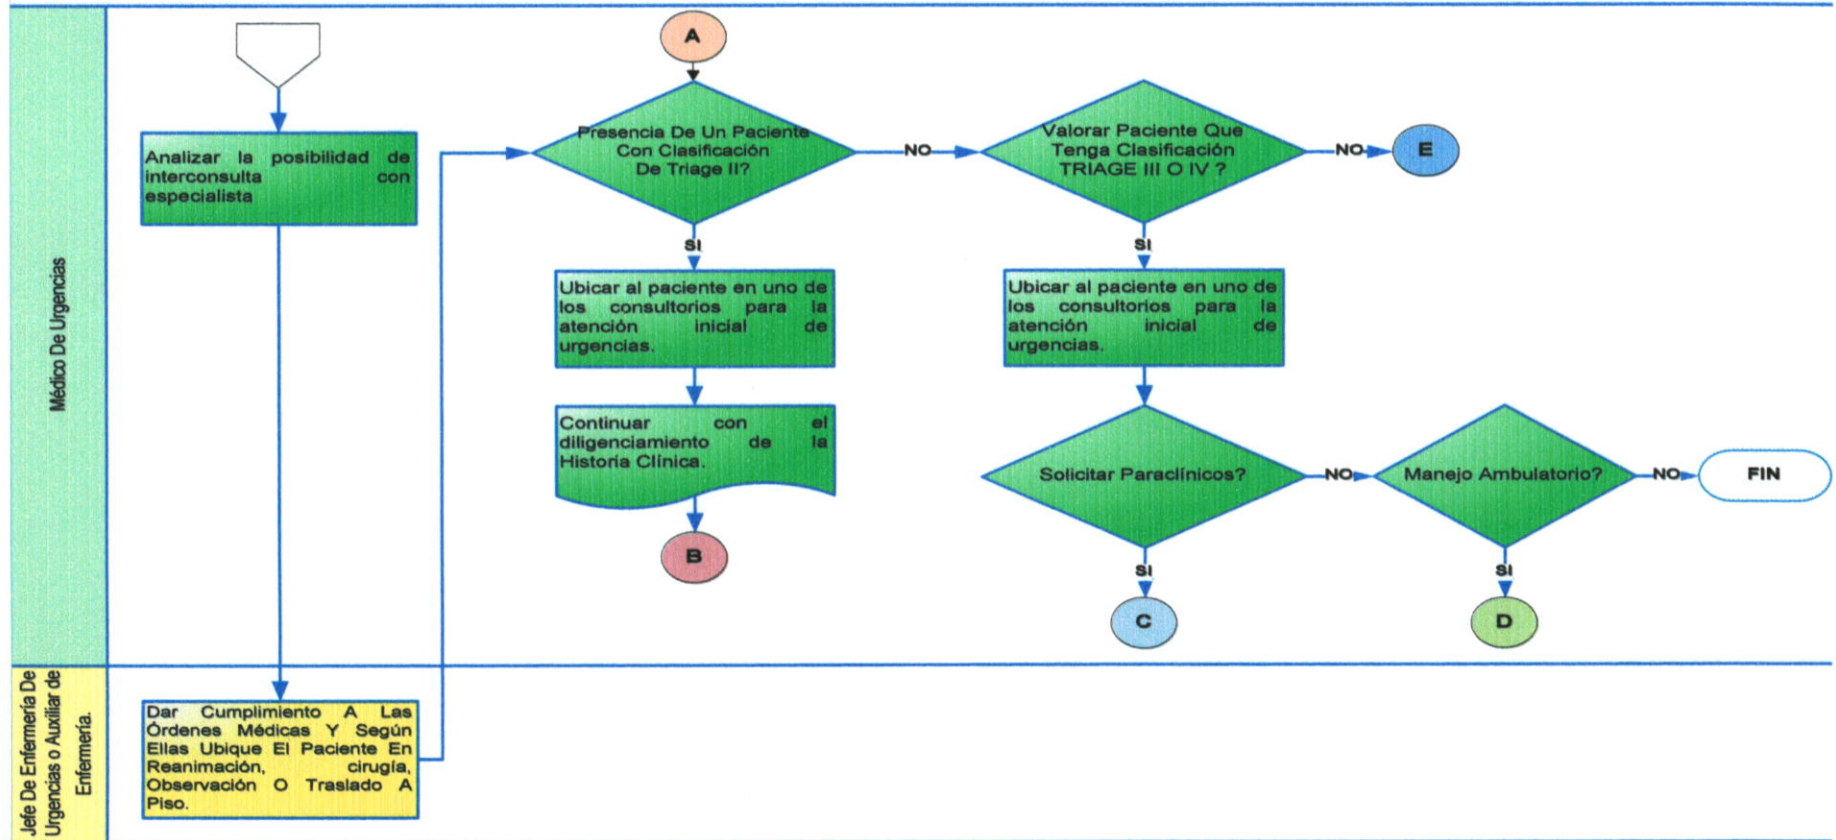 Médico De Urgencias
Analizar la posibilidad de
interconsulta con
especialista
A
Presencia De Un Paciente
Con Clasificación
De Triage II?
NO
Valorar Paciente Que
Tenga Clasificación
TRIAGE III O IV ?
NO
E
SI
Ubicar al paciente en uno de
los consultorios para la
atención inicial de
urgencias.
SI
Ubicar al paciente en uno de
los consultorios para la
atención inicial de
urgencias.
Continuar con el
diligenciamiento de la
Historia Clínica.
B
Solicitar Paraclínicos?
NO
Manejo Ambulatorio?
NO
FIN
SI
C
SI
D
Jefe De Enfermería De
Urgencias o Auxiliar de
Enfermería.
Dar Cumplimiento A Las
Órdenes Médicas Y Según
Ellas Ubique El Paciente En
Reanimación, cirugía,
Observación O Traslado A
Piso.